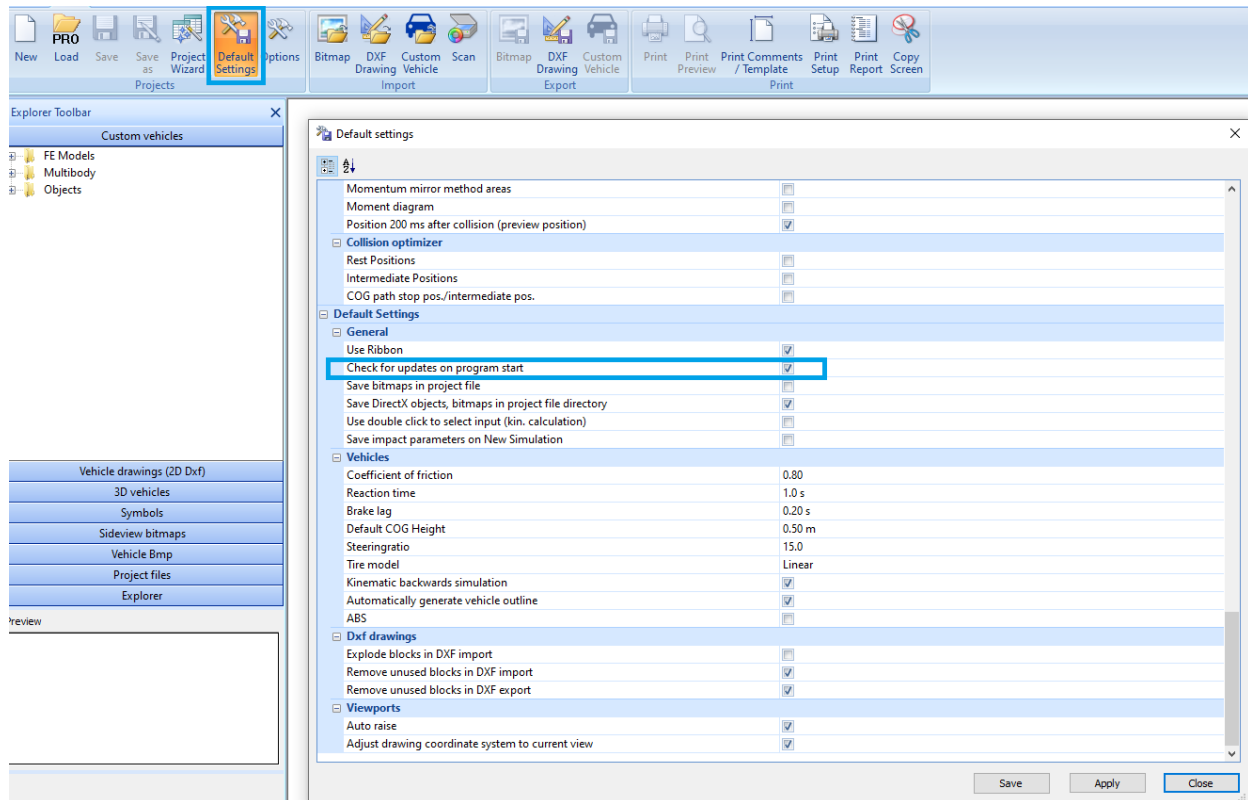 PRO
New Load Save Save as Project Wizard Default Settings Options Bitmap DXF Drawing Custom Vehicle Scan Bitmap DXF Drawing Custom Vehicle Print Print Preview Print Comments / Template Print Setup Print Report Copy Screen
Projects Import Export Print
Explorer Toolbar
Custom vehicles
FE Models
Multibody
Objects
Vehicle drawings (2D Dxf)
3D vehicles
Symbols
Sideview bitmaps
Vehicle Bmp
Project files
Explorer
Preview
Default settings
Momentum mirror method areas
Moment diagram
Position 200 ms after collision (preview position)
Collision optimizer
Rest Positions
Intermediate Positions
COG path stop pos./intermediate pos.
Default Settings
General
Use Ribbon
Check for updates on program start
Save bitmaps in project file
Save DirectX objects, bitmaps in project file directory
Use double click to select input (kin. calculation)
Save impact parameters on New Simulation
Vehicles
Coefficient of friction 0.80
Reaction time 1.0 s
Brake lag 0.20 s
Default COG Height 0.50 m
Steeringratio 15.0
Tire model Linear
Kinematic backwards simulation
Automatically generate vehicle outline
ABS
Dxf drawings
Explode blocks in DXF import
Remove unused blocks in DXF import
Remove unused blocks in DXF export
Viewports
Auto raise
Adjust drawing coordinate system to current view
Save Apply Close